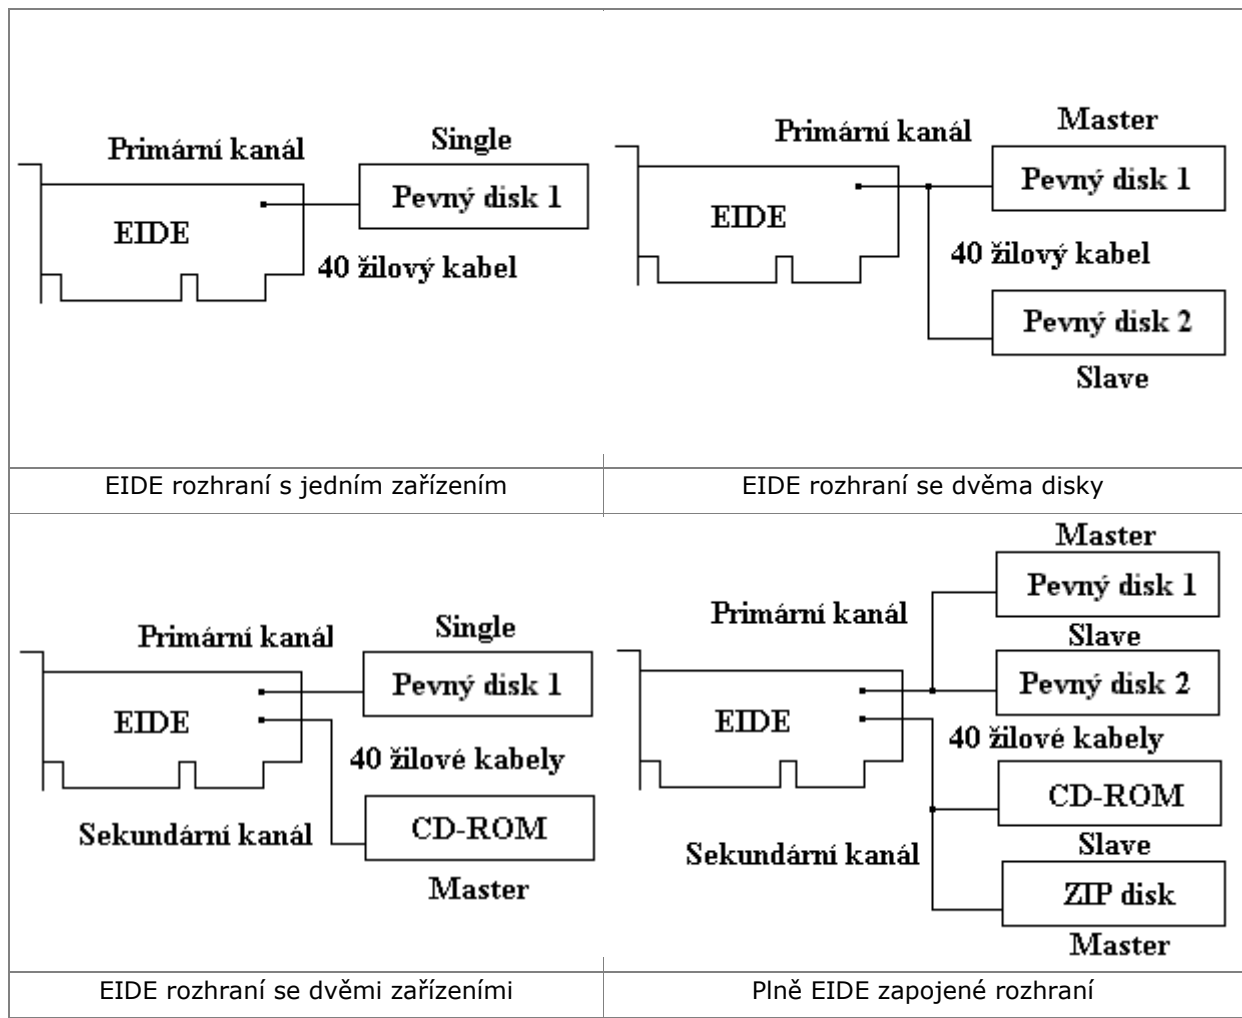 Primární kanál
Single
Pevný disk 1
EIDE
40 žilový kabel
Primární kanál
Master
Pevný disk 1
EIDE
40 žilový kabel
Pevný disk 2
Slave
EIDE rozhraní s jedním zařízením
EIDE rozhraní se dvěma disky
Primární kanál
Single
Pevný disk 1
EIDE
40 žilové kabely
Sekundární kanál
CD-ROM
Master
Master
Pevný disk 1
Primární kanál
Slave
Pevný disk 2
EIDE
40 žilové kabely
CD-ROM
Slave
Sekundární kanál
ZIP disk
Master
EIDE rozhraní se dvěmi zařízeními
Plně EIDE zapojené rozhraní